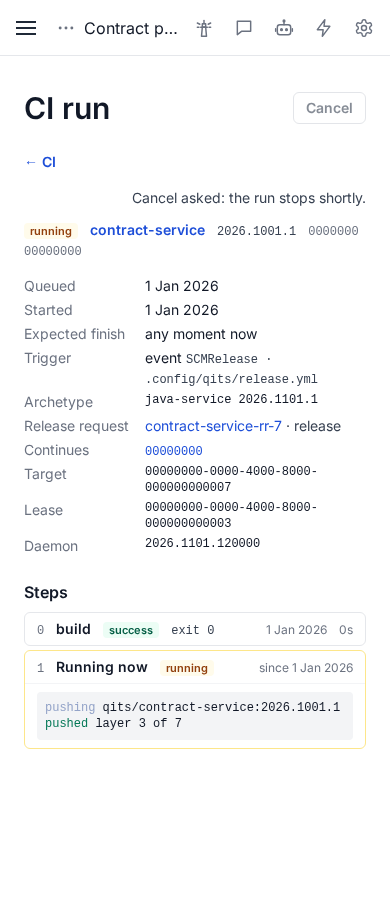 ··· Contract p...
CI run
Cancel
← CI
Cancel asked: the run stops shortly.
running contract-service 2026.1001.1 0000000
00000000
Queued 1 Jan 2026
Started 1 Jan 2026
Expected finish any moment now
Trigger event SCMRelease ·
.config/qits/release.yml
Archetype java-service 2026.1101.1
Release request contract-service-rr-7 · release
Continues 00000000
Target 00000000-0000-4000-8000-
000000000007
Lease 00000000-0000-4000-8000-
000000000003
Daemon 2026.1101.120000
Steps
0 build success exit 0 1 Jan 2026 0s
1 Running now running since 1 Jan 2026
pushing qits/contract-service:2026.1001.1
pushed layer 3 of 7